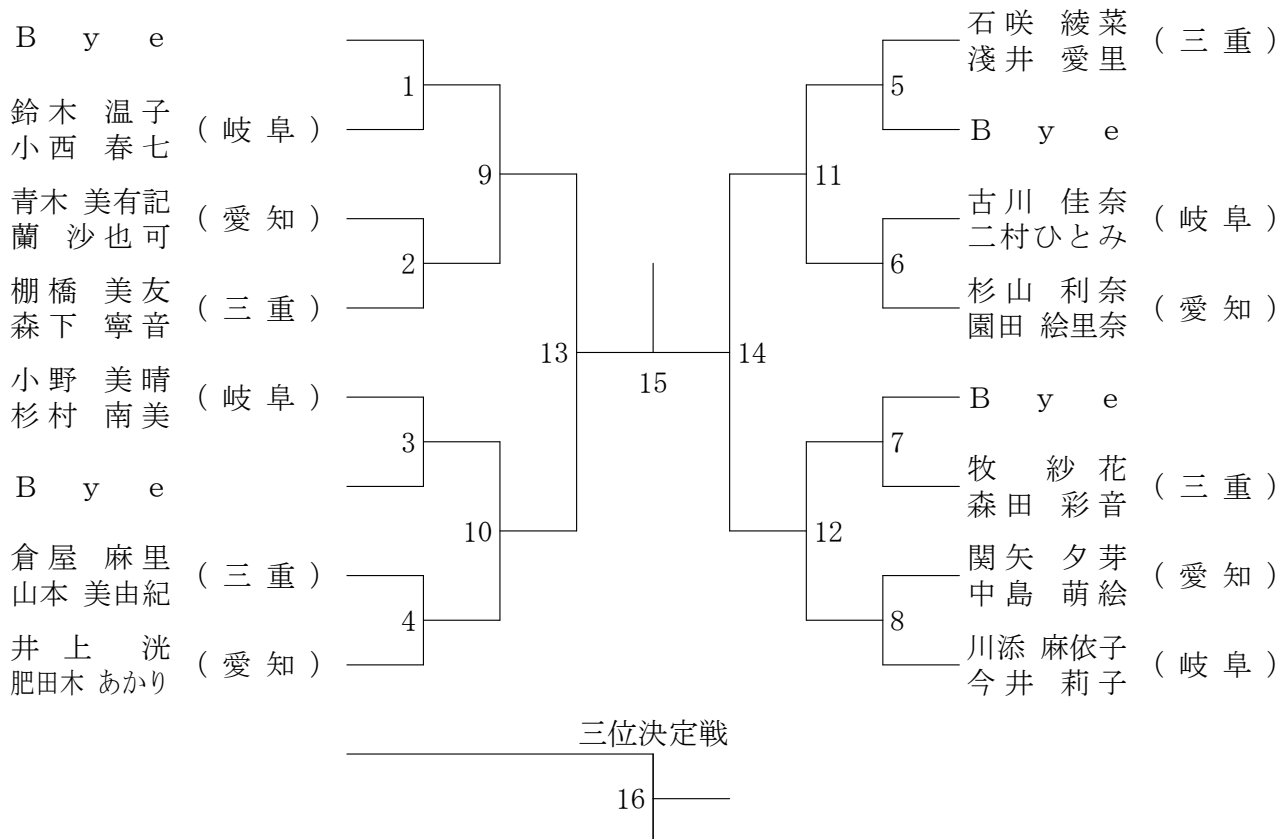 Ｂ ｙ ｅ
1
鈴木 温子
小西 春七
(岐阜)
9
青木 美有記
蘭 沙也可
(愛知)
2
棚橋 美友
森下 寧音
(三重)
13
小野 美晴
杉村 南美
(岐阜)
3
Ｂ ｙ ｅ
10
倉屋 麻里
山本 美由紀
(三重)
4
井上 洸
肥田木 あかり
(愛知)
15
石咲 綾菜
淺井 愛里
(三重)
5
Ｂ ｙ ｅ
11
古川 佳奈
二村ひとみ
(岐阜)
6
杉山 利奈
園田 絵里奈
(愛知)
14
Ｂ ｙ ｅ
7
牧 紗花
森田 彩音
(三重)
12
関矢 夕芽
中島 萌絵
(愛知)
8
川添 麻依子
今井 莉子
(岐阜)
三位決定戦
16